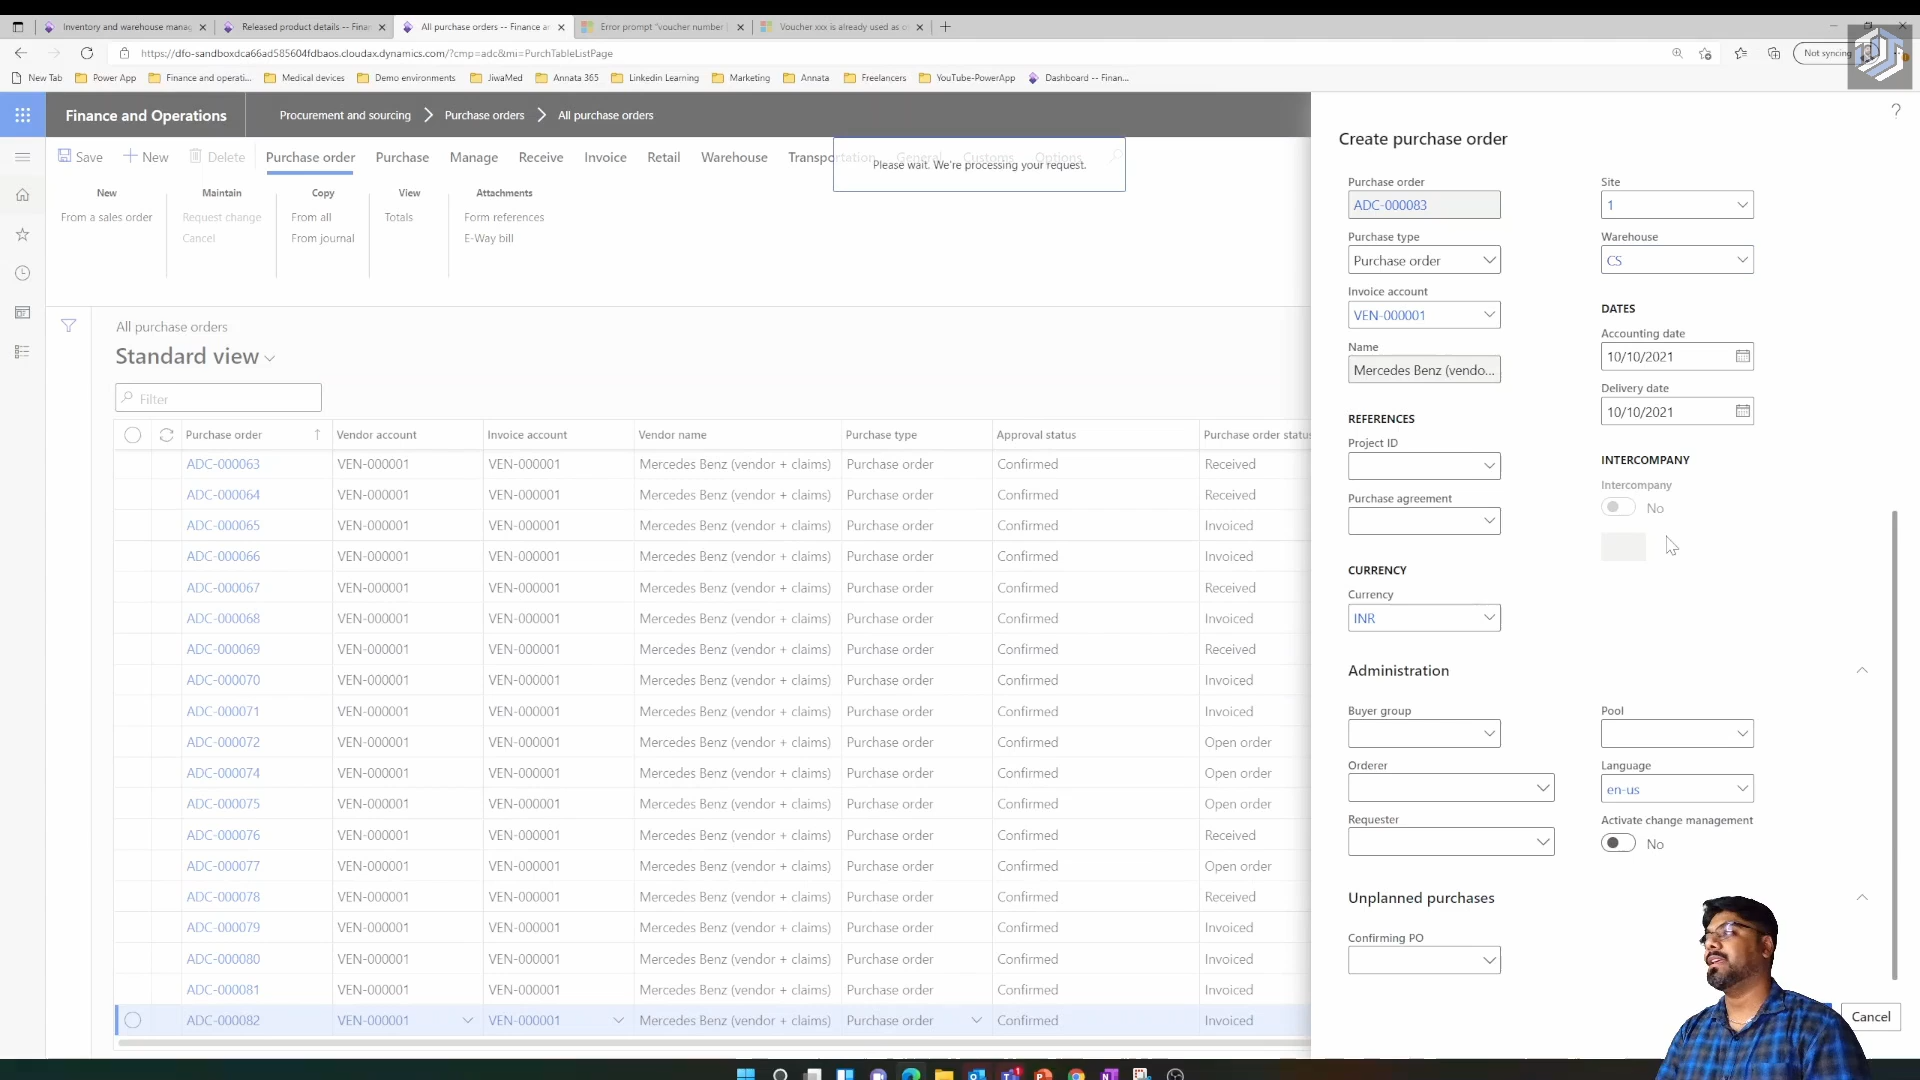 Inventory and warehouse manag
Released product details -- Finan
All purchase orders -- Finance an
Error prompt "voucher number
Voucher xxx is already used as o
https://dfo-sandboxdca66ad585604fdbaos.cloudax.dynamics.com/?cmp=adc&mi=PurchTableListPage
Not syncing
New Tab
Power App
Finance and operati...
Medical devices
Demo environments
JiwaMed
Annata 365
Linkedin Learning
Marketing
Annata
Freelancers
YouTube-PowerApp
Dashboard -- Finan...
Finance and Operations
Procurement and sourcing
Purchase orders
All purchase orders
?
Save
New
Delete
Purchase order
Purchase
Manage
Receive
Invoice
Retail
Warehouse
Transportation
General
Customs
Options
Please wait. We're processing your request.
New
From a sales order
Maintain
Request change
Cancel
Copy
From all
From journal
View
Totals
Attachments
Form references
E-Way bill
All purchase orders
Standard view
Filter
Purchase order Vendor account Invoice account Vendor name Purchase type Approval status Purchase order status
ADC-000063 VEN-000001 VEN-000001 Mercedes Benz (vendor + claims) Purchase order Confirmed Received
ADC-000064 VEN-000001 VEN-000001 Mercedes Benz (vendor + claims) Purchase order Confirmed Received
ADC-000065 VEN-000001 VEN-000001 Mercedes Benz (vendor + claims) Purchase order Confirmed Invoiced
ADC-000066 VEN-000001 VEN-000001 Mercedes Benz (vendor + claims) Purchase order Confirmed Invoiced
ADC-000067 VEN-000001 VEN-000001 Mercedes Benz (vendor + claims) Purchase order Confirmed Received
ADC-000068 VEN-000001 VEN-000001 Mercedes Benz (vendor + claims) Purchase order Confirmed Invoiced
ADC-000069 VEN-000001 VEN-000001 Mercedes Benz (vendor + claims) Purchase order Confirmed Received
ADC-000070 VEN-000001 VEN-000001 Mercedes Benz (vendor + claims) Purchase order Confirmed Invoiced
ADC-000071 VEN-000001 VEN-000001 Mercedes Benz (vendor + claims) Purchase order Confirmed Invoiced
ADC-000072 VEN-000001 VEN-000001 Mercedes Benz (vendor + claims) Purchase order Confirmed Open order
ADC-000074 VEN-000001 VEN-000001 Mercedes Benz (vendor + claims) Purchase order Confirmed Open order
ADC-000075 VEN-000001 VEN-000001 Mercedes Benz (vendor + claims) Purchase order Confirmed Open order
ADC-000076 VEN-000001 VEN-000001 Mercedes Benz (vendor + claims) Purchase order Confirmed Received
ADC-000077 VEN-000001 VEN-000001 Mercedes Benz (vendor + claims) Purchase order Confirmed Open order
ADC-000078 VEN-000001 VEN-000001 Mercedes Benz (vendor + claims) Purchase order Confirmed Received
ADC-000079 VEN-000001 VEN-000001 Mercedes Benz (vendor + claims) Purchase order Confirmed Invoiced
ADC-000080 VEN-000001 VEN-000001 Mercedes Benz (vendor + claims) Purchase order Confirmed Invoiced
ADC-000081 VEN-000001 VEN-000001 Mercedes Benz (vendor + claims) Purchase order Confirmed Invoiced
ADC-000082 VEN-000001 VEN-000001 Mercedes Benz (vendor + claims) Purchase order Confirmed Invoiced
Create purchase order
Purchase order
ADC-000083
Purchase type
Purchase order
Invoice account
VEN-000001
Name
Mercedes Benz (vendo...
REFERENCES
Project ID
Purchase agreement
CURRENCY
Currency
INR
Site
1
Warehouse
CS
DATES
Accounting date
10/10/2021
Delivery date
10/10/2021
INTERCOMPANY
Intercompany
No
Administration
Buyer group
Orderer
Requester
Pool
Language
en-us
Activate change management
No
Unplanned purchases
Confirming PO
Cancel